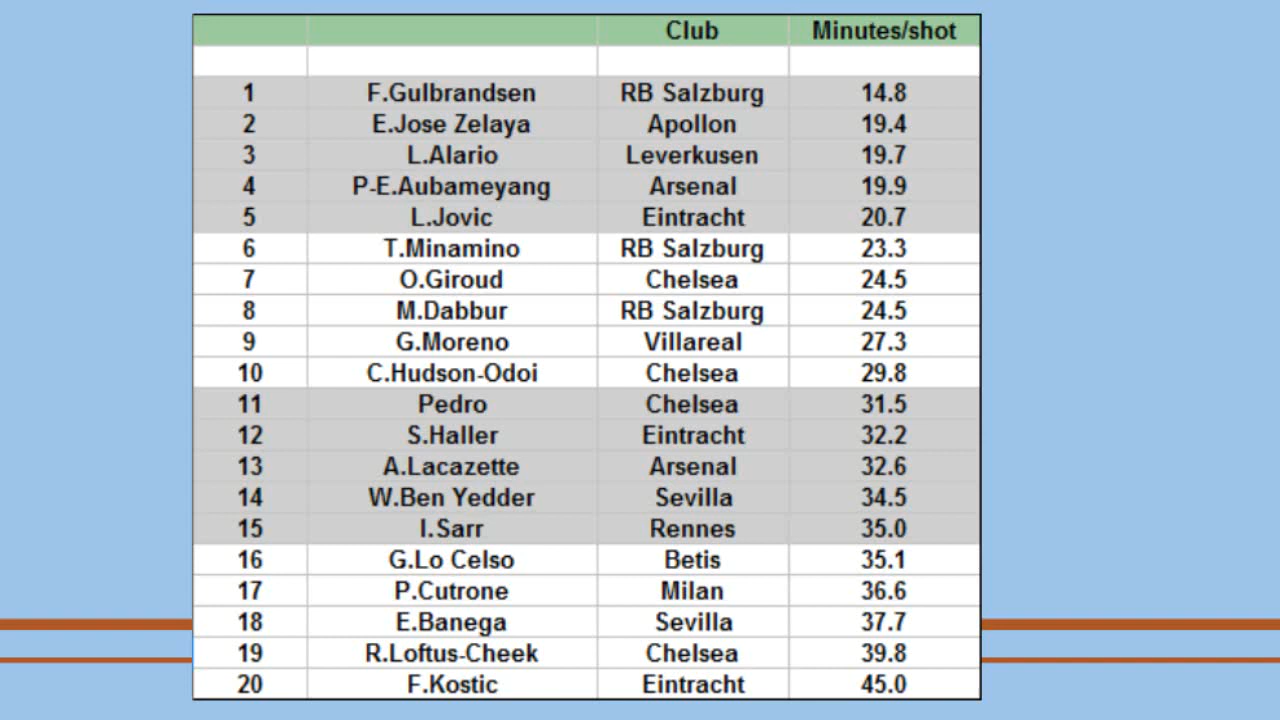 Club Minutes/shot
1 F.Gulbrandsen RB Salzburg 14.8
2 E.Jose Zelaya Apollon 19.4
3 L.Alario Leverkusen 19.7
4 P-E.Aubameyang Arsenal 19.9
5 L.Jovic Eintracht 20.7
6 T.Minamino RB Salzburg 23.3
7 O.Giroud Chelsea 24.5
8 M.Dabbur RB Salzburg 24.5
9 G.Moreno Villareal 27.3
10 C.Hudson-Odoi Chelsea 29.8
11 Pedro Chelsea 31.5
12 S.Haller Eintracht 32.2
13 A.Lacazette Arsenal 32.6
14 W.Ben Yedder Sevilla 34.5
15 I.Sarr Rennes 35.0
16 G.Lo Celso Betis 35.1
17 P.Cutrone Milan 36.6
18 E.Banega Sevilla 37.7
19 R.Loftus-Cheek Chelsea 39.8
20 F.Kostic Eintracht 45.0